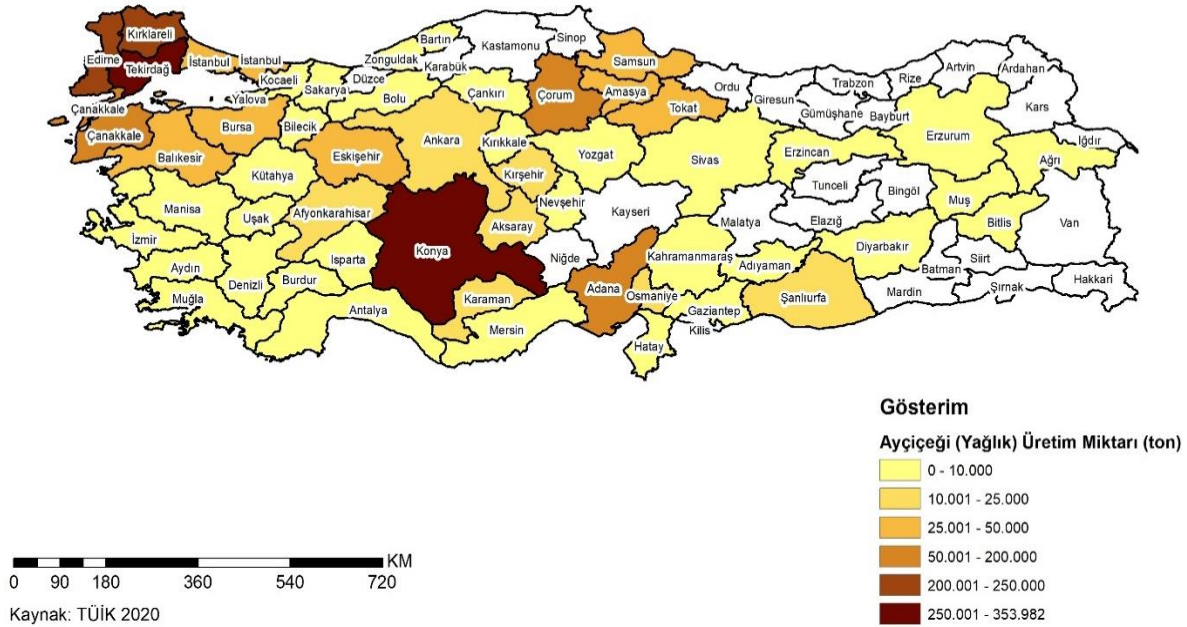 Kırklareli
Edirne
Tekirdağ
İstanbul
İstanbul
Kocaeli
Yalova
Sakarya
Düzce
Zonguldak
Bartın
Karabük
Kastamonu
Sinop
Samsun
Çankırı
Bolu
Çorum
Amasya
Tokat
Ordu
Giresun
Trabzon
Gümüşhane
Bayburt
Rize
Artvin
Ardahan
Kars
Iğdır
Çanakkale
Çanakkale
Bursa
Bilecik
Balıkesir
Eskişehir
Ankara
Kırıkkale
Yozgat
Sivas
Erzincan
Erzurum
Ağrı
Kütahya
Kırşehir
Nevşehir
Kayseri
Tunceli
Bingöl
Muş
Bitlis
Van
Manisa
Uşak
Afyonkarahisar
Aksaray
Malatya
Elazığ
Diyarbakır
İzmir
Konya
Niğde
Kahramanmaraş
Adıyaman
Batman
Siirt
Aydın
Denizli
Burdur
Isparta
Karaman
Adana
Osmaniye
Gaziantep
Şanlıurfa
Mardin
Şırnak
Hakkari
Muğla
Antalya
Mersin
Kilis
Hatay
Gösterim
Ayçiçeği (Yağlık) Üretim Miktarı (ton)
0 - 10.000
10.001 - 25.000
25.001 - 50.000
50.001 - 200.000
200.001 - 250.000
250.001 - 353.982
KM
0 90 180 360 540 720
Kaynak: TÜİK 2020